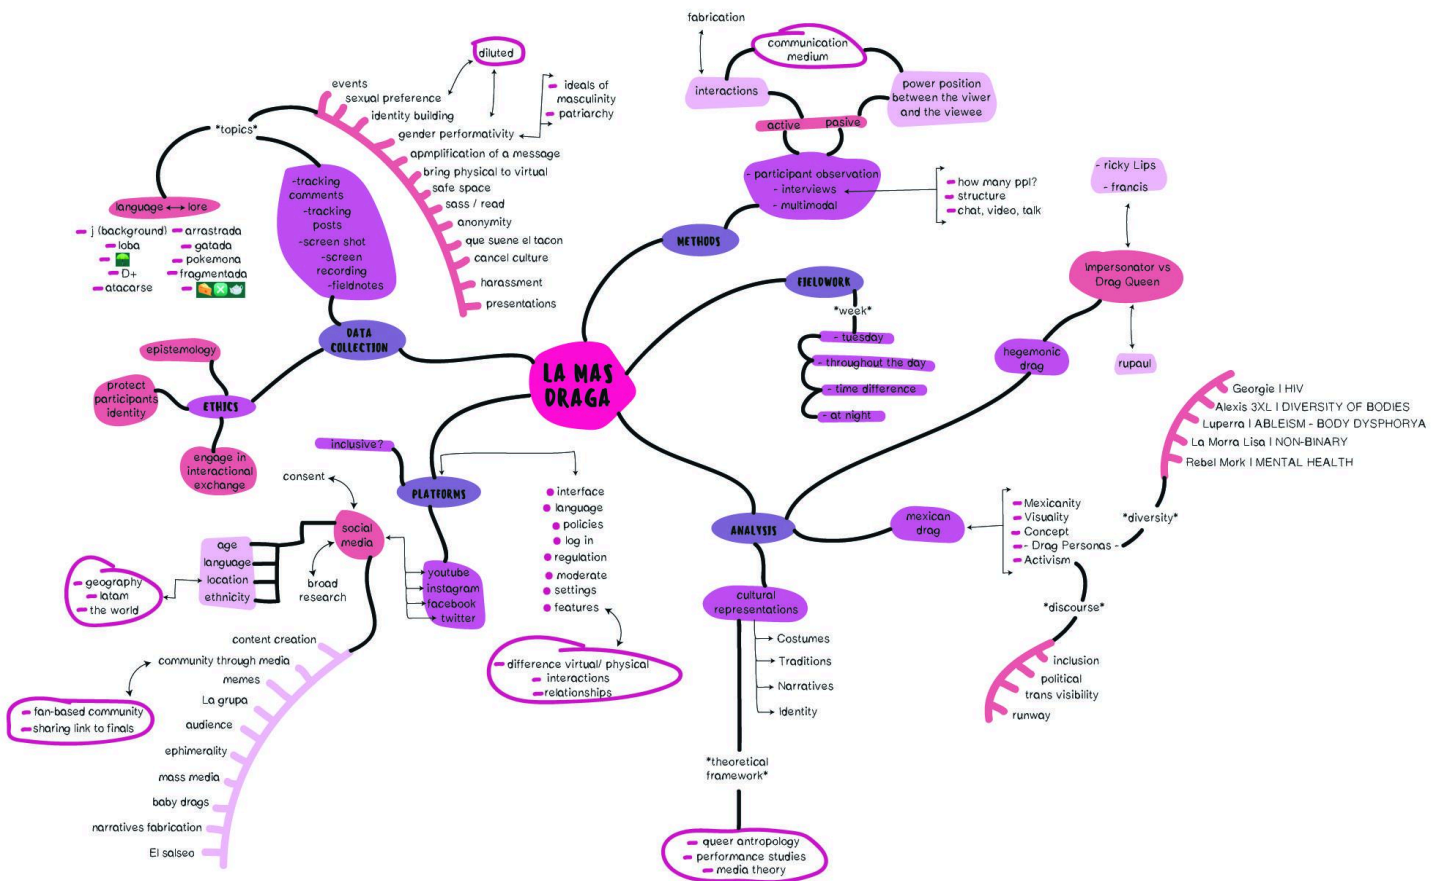 fabrication
communication
medium
interactions
power position
between the viwer
and the viewee
active
pasive
- participant observation
- interviews
- multimodal
how many ppl?
structure
chat, video, talk
METHODS
diluted
ideals of
masculinity
patriarchy
events
sexual preference
identity building
gender performativity
apmplification of a message
bring physical to virtual
safe space
sass / read
anonymity
que suene el tacon
cancel culture
harassment
presentations
*topics*
language
lore
j (background)
loba
D+
atacarse
arrastrada
gatada
pokemona
fragmentada
-tracking
comments
-tracking
posts
-screen shot
-screen
recording
-fieldnotes
DATA
COLLECTION
epistemology
protect
participants
identity
ETHICS
engage in
interactional
exchange
LA MAS
DRAGA
FIELDWORK
*week*
- tuesday
- throughout the day
- time difference
- at night
- ricky Lips
- francis
Impersonator vs
Drag Queen
rupaul
hegemonic
drag
Georgie | HIV
Alexis 3XL | DIVERSITY OF BODIES
Luperra | ABLEISM - BODY DYSPHORYA
La Morra Lisa | NON-BINARY
Rebel Mork | MENTAL HEALTH
*diversity*
inclusive?
PLATFORMS
interface
language
policies
log in
regulation
moderate
settings
features
difference virtual/ physical
interactions
relationships
consent
social
media
broad
research
youtube
instagram
facebook
twitter
age
language
location
ethnicity
geography
latam
the world
content creation
community through media
memes
La grupa
audience
ephimerality
mass media
baby drags
narratives fabrication
El salseo
fan-based community
sharing link to finals
ANALYSIS
mexican
drag
Mexicanity
Visuality
Concept
- Drag Personas -
Activism
*discourse*
inclusion
political
trans visibility
runway
cultural
representations
Costumes
Traditions
Narratives
Identity
*theoretical
framework*
queer antropology
performance studies
media theory